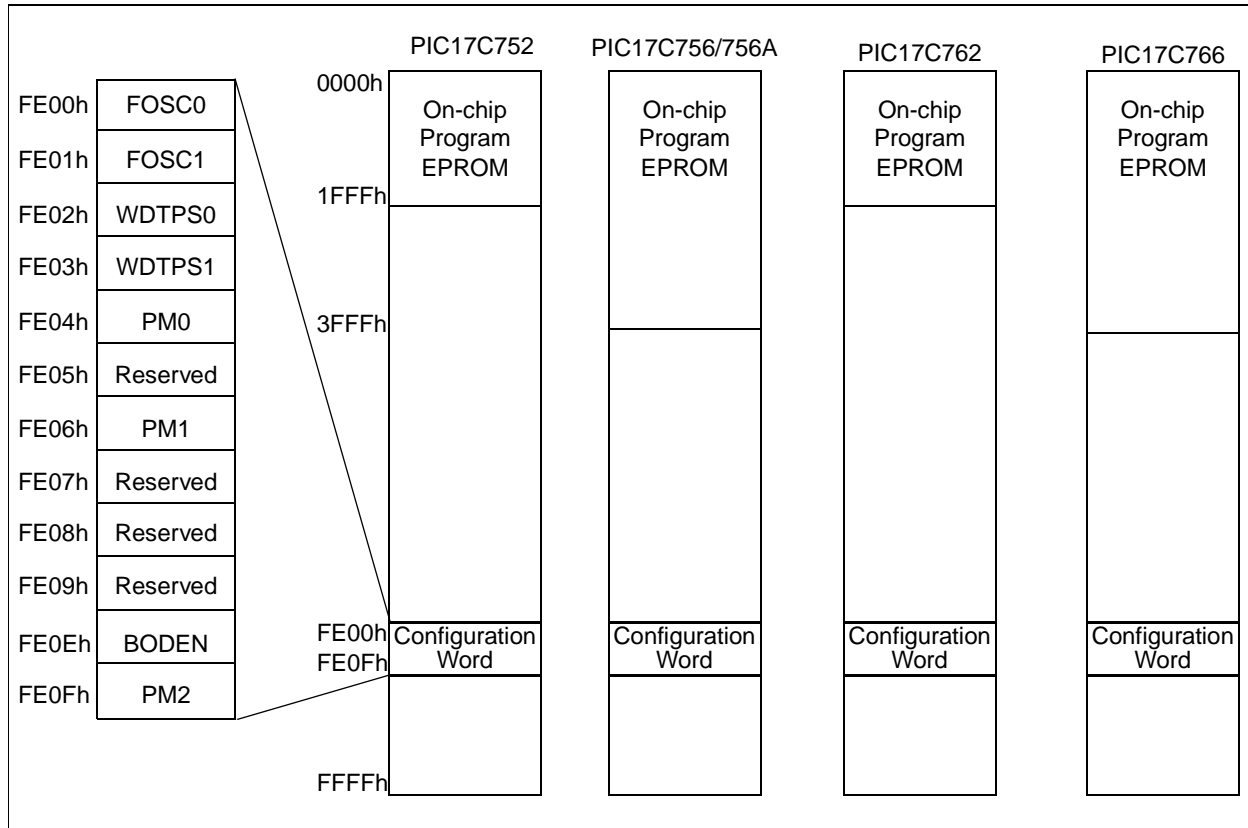 PIC17C752 PIC17C756/756A PIC17C762 PIC17C766
FE00h FOSC0
FE01h FOSC1
FE02h WDTPS0
FE03h WDTPS1
FE04h PM0
FE05h Reserved
FE06h PM1
FE07h Reserved
FE08h Reserved
FE09h Reserved
FE0Eh BODEN
FE0Fh PM2
0000h
1FFFh
3FFFh
FE00h
FE0Fh
FFFFh
On-chip
Program
EPROM
Configuration
Word
On-chip
Program
EPROM
Configuration
Word
On-chip
Program
EPROM
Configuration
Word
On-chip
Program
EPROM
Configuration
Word